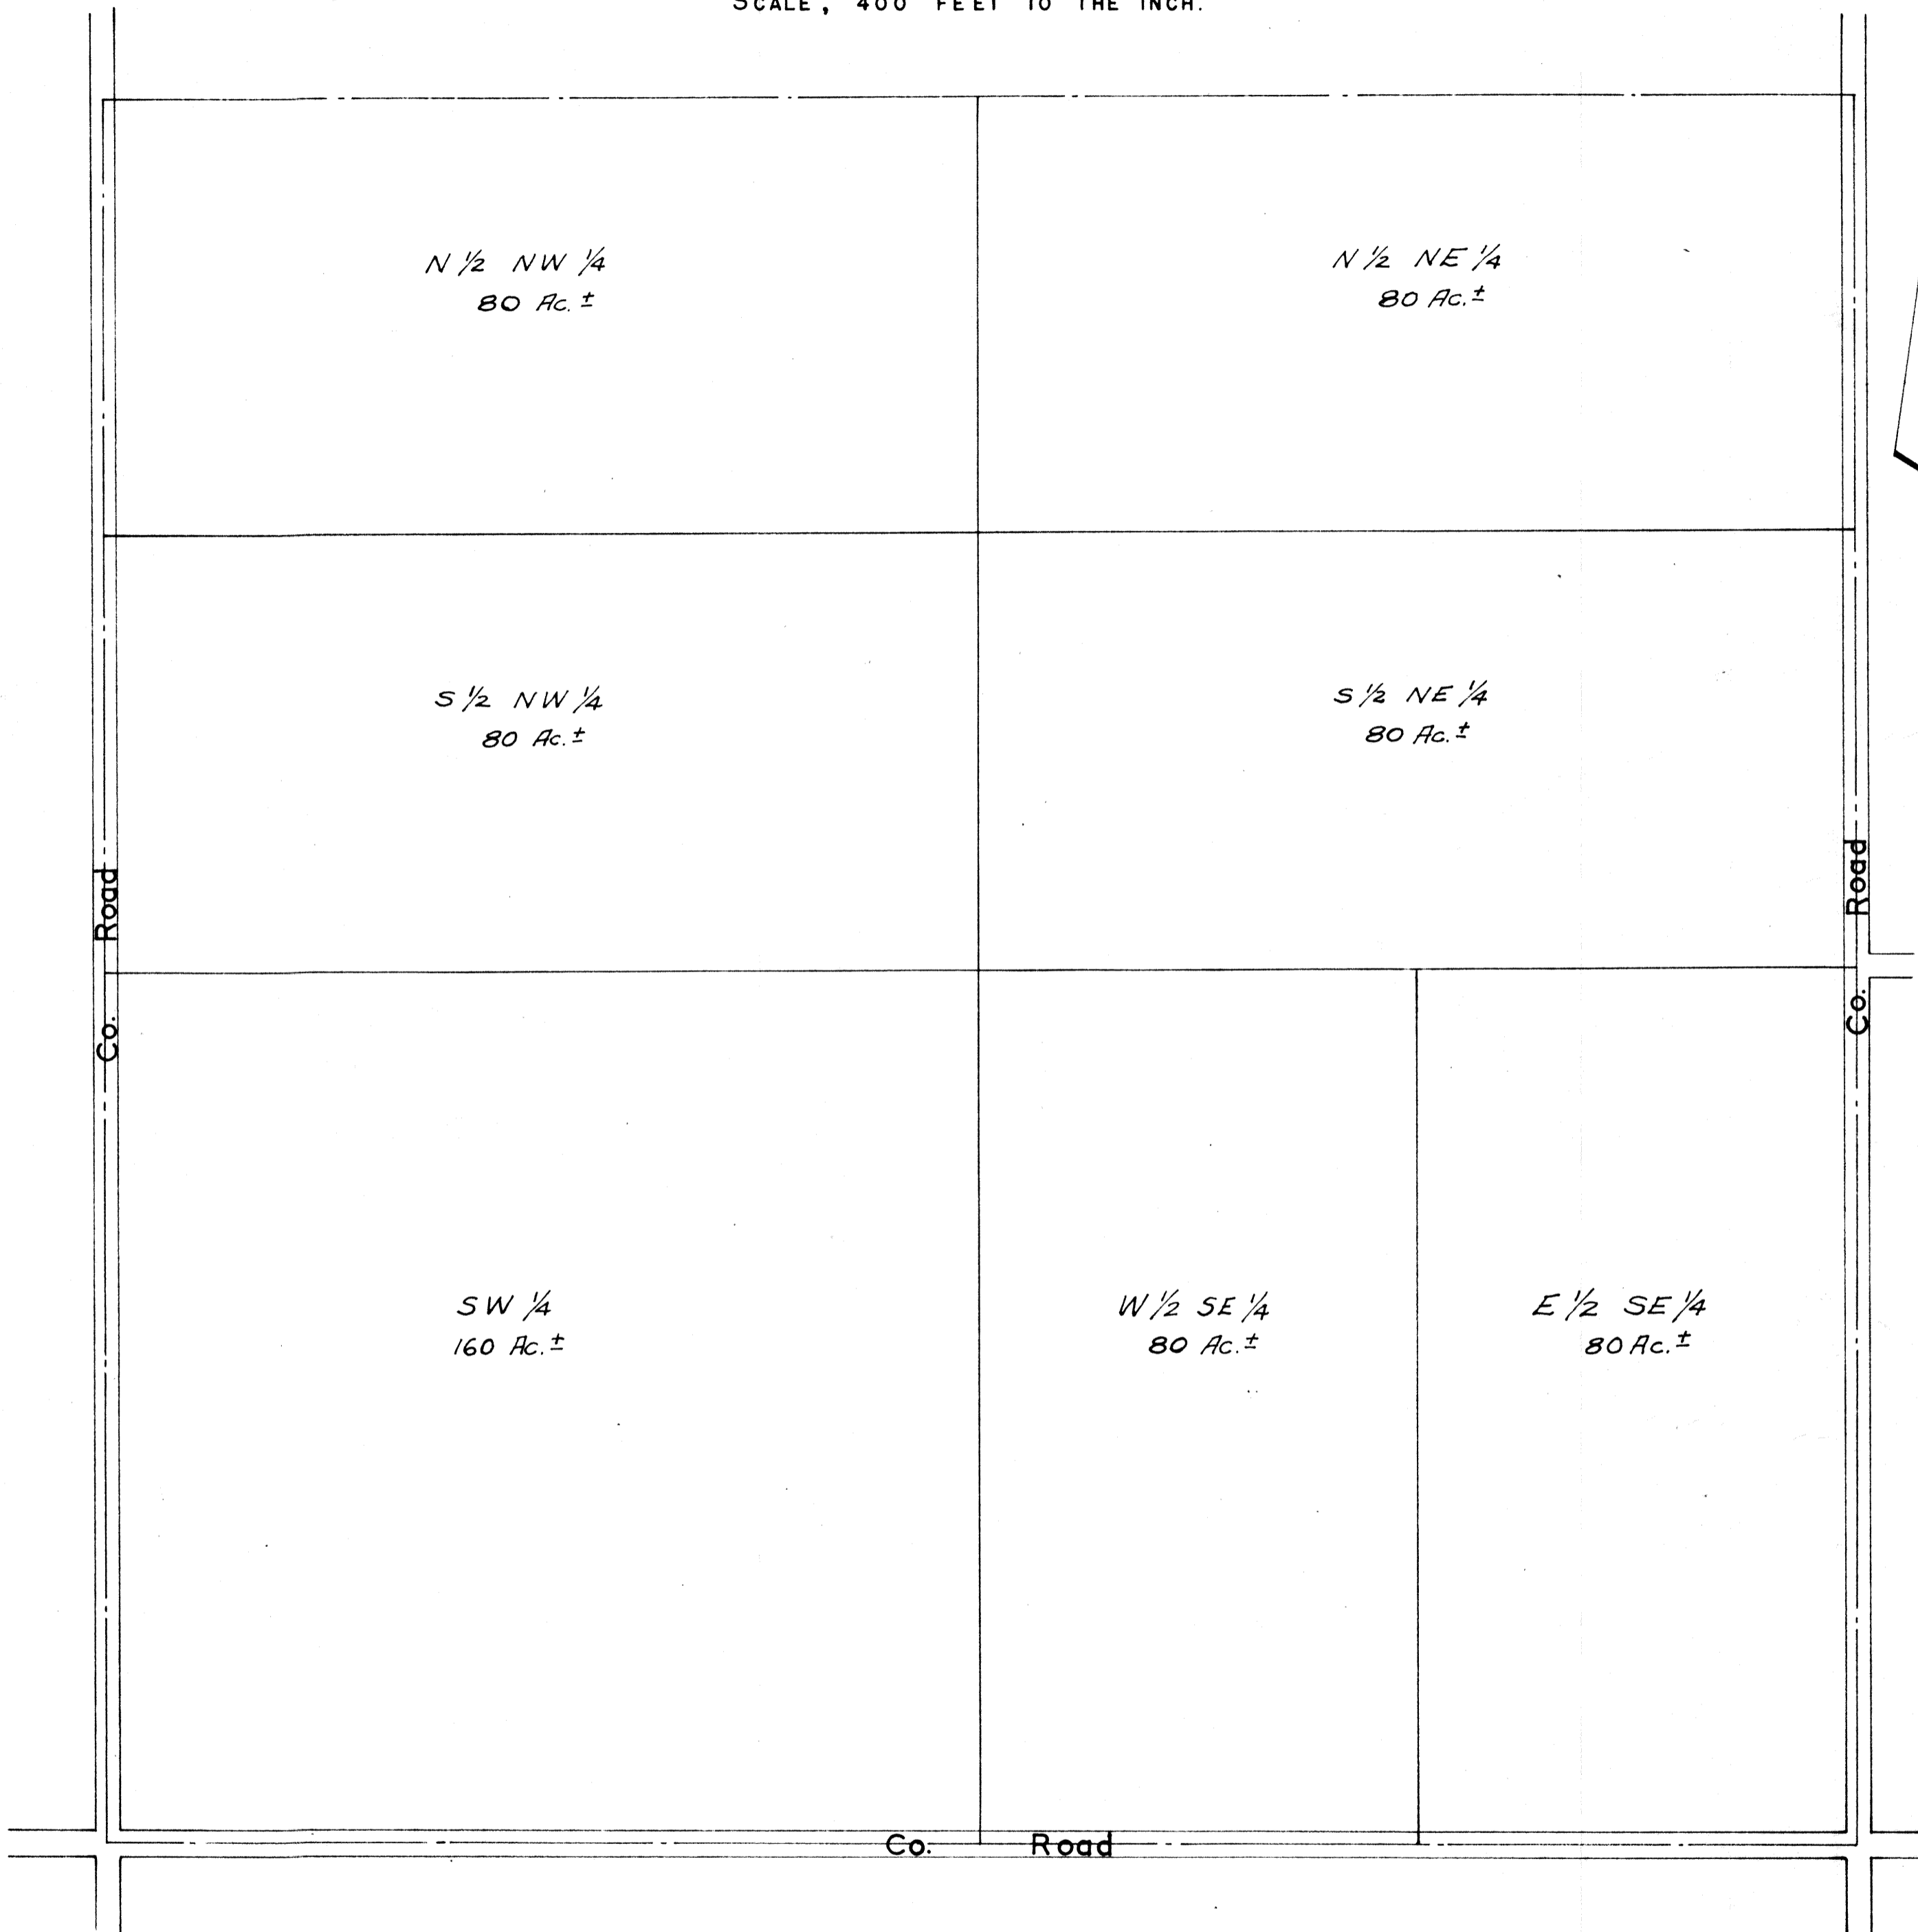 SCALE, 400 FEET TO THE INCH.
N 1/2 NW 1/4
80 Ac. ±
N 1/2 NE 1/4
80 Ac. ±
S 1/2 NW 1/4
80 Ac. ±
S 1/2 NE 1/4
80 Ac. ±
Co. Road
Co. Road
SW 1/4
160 Ac. ±
W 1/2 SE 1/4
80 Ac. ±
E 1/2 SE 1/4
80 Ac. ±
Co. Road